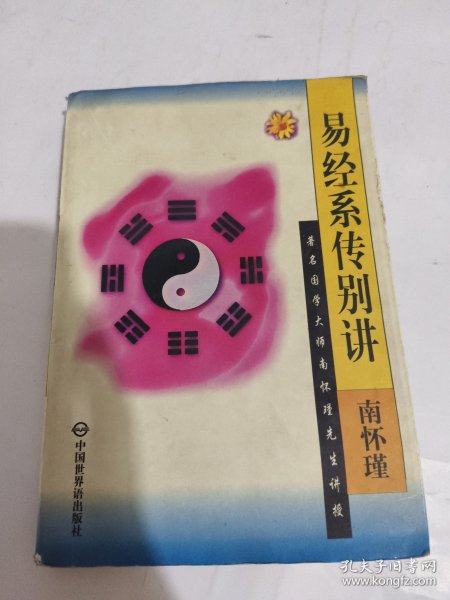 易经系传别讲
南怀瑾
著名国学大师南怀瑾先生讲授
中国世界语出版社
孔夫子旧书网
www.kongfz.com